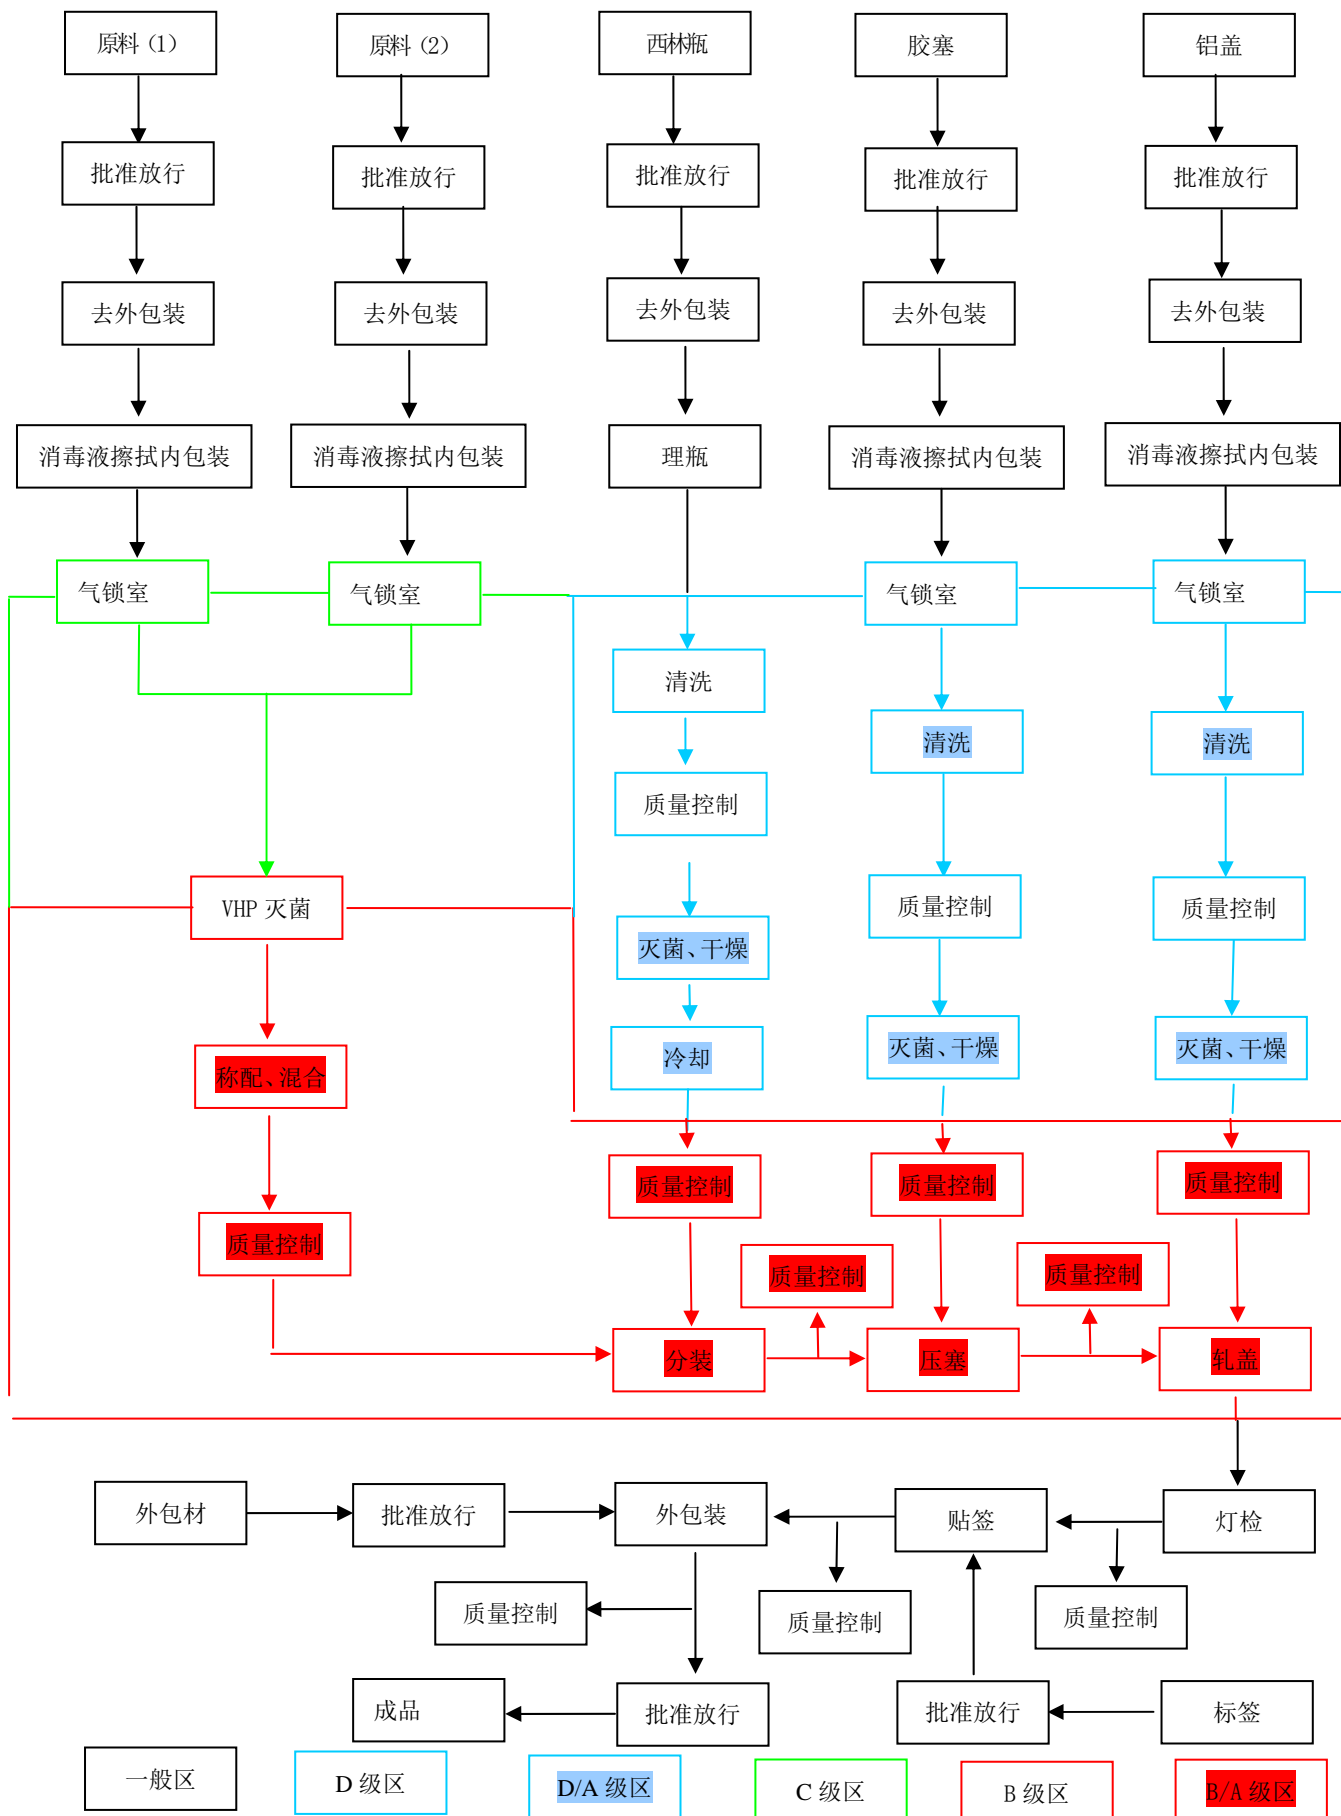 原料(1)
原料(2)
西林瓶
胶塞
铝盖
批准放行
批准放行
批准放行
批准放行
批准放行
去外包装
去外包装
去外包装
去外包装
去外包装
消毒液擦拭内包装
消毒液擦拭内包装
理瓶
消毒液擦拭内包装
消毒液擦拭内包装
气锁室
气锁室
气锁室
气锁室
清洗
清洗
清洗
质量控制
VHP 灭菌
质量控制
质量控制
灭菌、干燥
称配、混合
冷却
灭菌、干燥
灭菌、干燥
质量控制
质量控制
质量控制
质量控制
质量控制
质量控制
分装
压塞
轧盖
外包材
批准放行
外包装
贴签
灯检
质量控制
质量控制
质量控制
成品
批准放行
批准放行
标签
一般区
D 级区
D/A 级区
C 级区
B 级区
B/A 级区